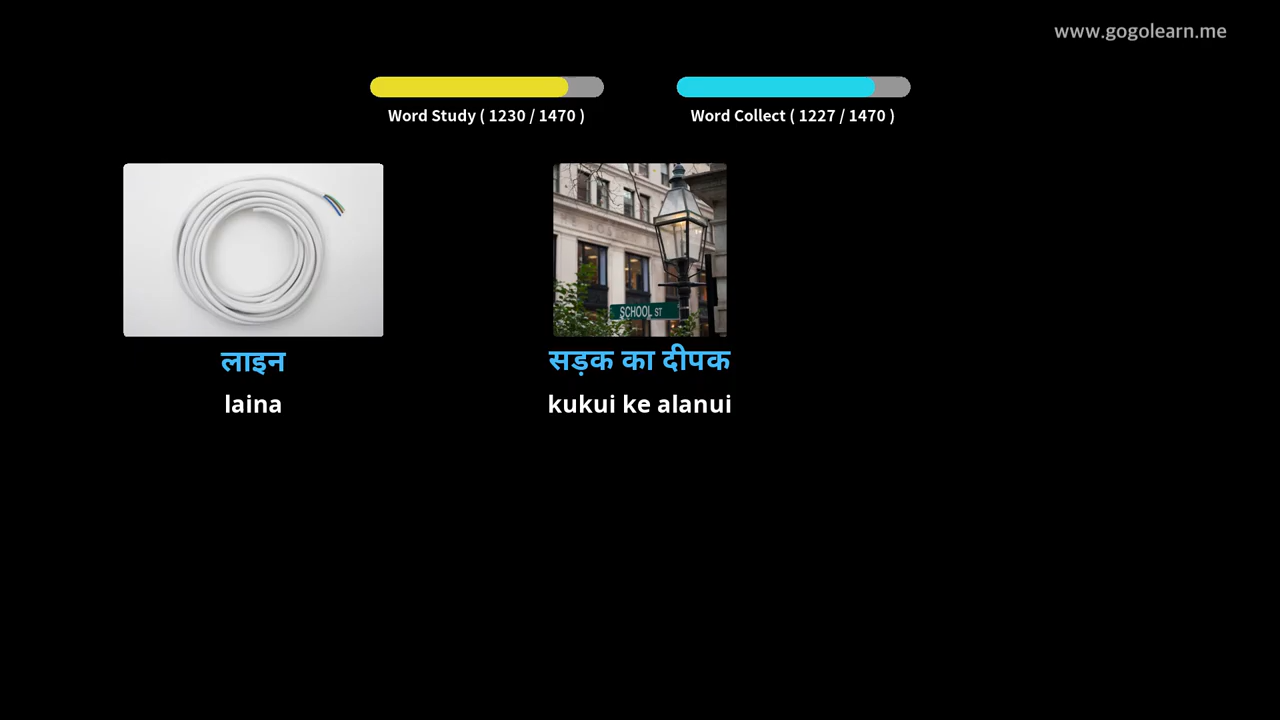 www.gogolearn.me
Word Study ( 1230 / 1470 )
Word Collect ( 1227 / 1470 )
SCHOOL ST
लाइन
laina
सड़क का दीपक
kukui ke alanui